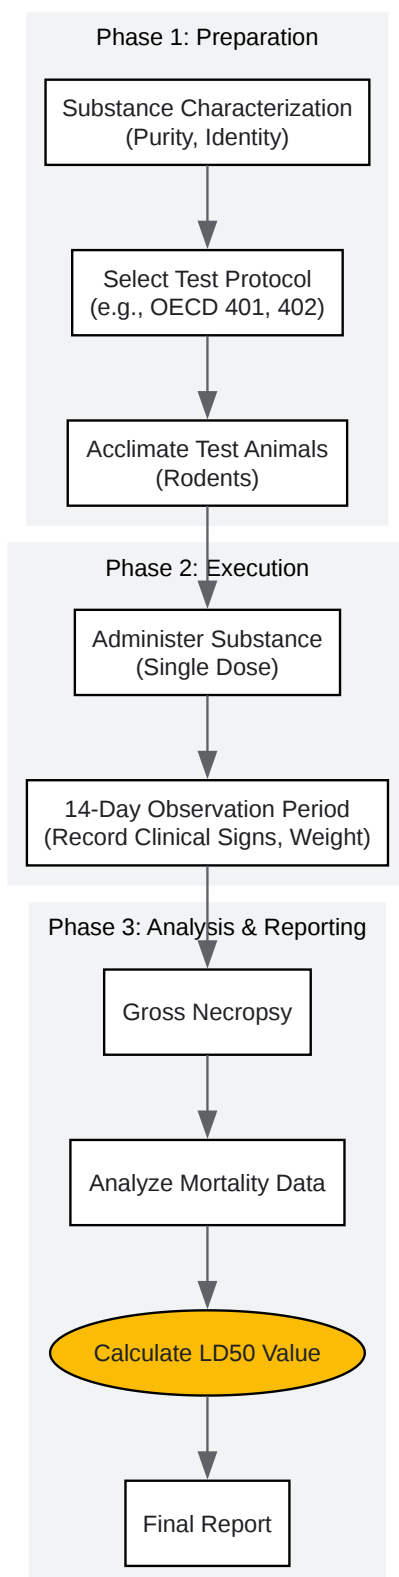 Phase 1: Preparation
Substance Characterization
(Purity, Identity)
Select Test Protocol
(e.g., OECD 401, 402)
Acclimate Test Animals
(Rodents)
Phase 2: Execution
Administer Substance
(Single Dose)
14-Day Observation Period
(Record Clinical Signs, Weight)
Phase 3: Analysis & Reporting
Gross Necropsy
Analyze Mortality Data
Calculate LD50 Value
Final Report